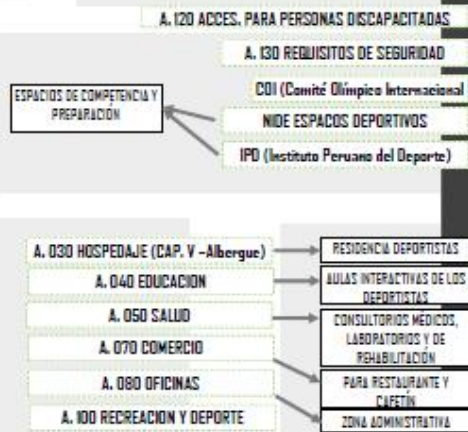 A. 120 ACCES. PARA PERSONAS DISCAPACITADAS
A. 130 REQUISITOS DE SEGURIDAD
COI (Comité Olímpico Internacional
ESPACIOS DE COMPETENCIA Y
PREPARACIÓN
NIDE ESPACOS DEPORTIVOS
IPD (Instituto Peruano del Deporte)
A. 030 HOSPEDAJE (CAP. V –Albergue)
RESIDENCIA DEPORTISTAS
A. 040 EDUCACION
AULAS INTERACTIVAS DE LOS
DEPORTISTAS
A. 050 SALUD
CONSULTORIOS MÉDICOS,
LABORATORIOS Y DE
REHABILITACIÓN
A. 070 COMERCIO
PARA RESTAURANTE Y
CAFETÍN
A. 080 OFICINAS
ZONA ADMINISTRATIVA
A. 100 RECREACION Y DEPORTE